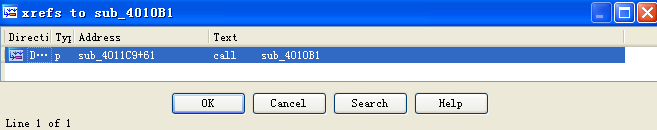 xrefs to sub_4010B1
Directi Typ Address Text
D... p sub_4011C9+61 call sub_4010B1
OK Cancel Search Help
Line 1 of 1